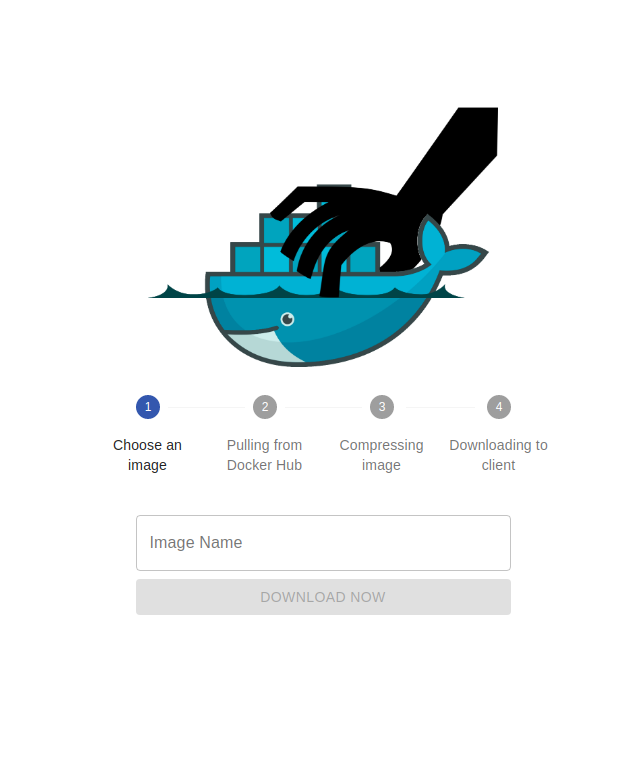 1
2
3
4
Choose an
image
Pulling from
Docker Hub
Compressing
image
Downloading to
client
Image Name
DOWNLOAD NOW